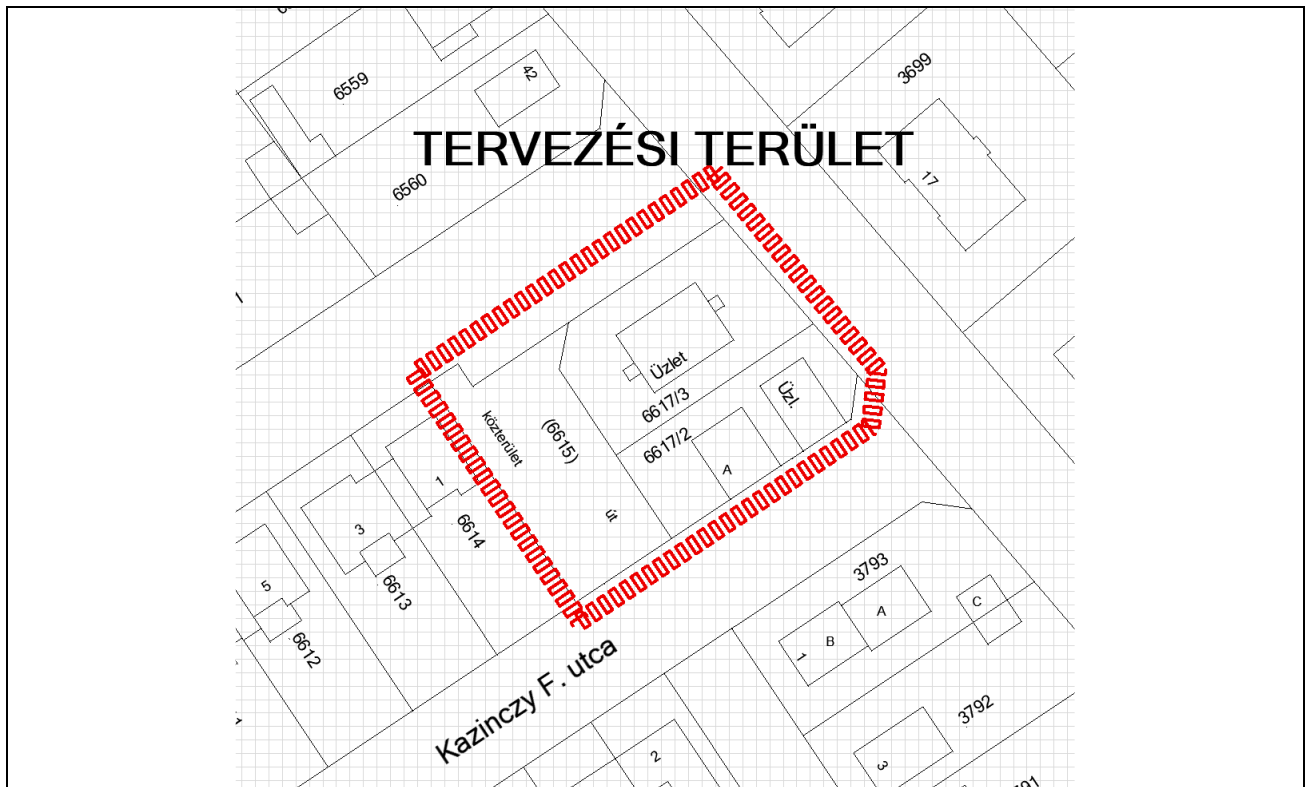 6559
42
3699
TERVEZÉSI TERÜLET
17
6560
Üzlet
Üzl.
6617/3
közterület
(6615)
6617/2
A
1
út
3
6614
5
6613
6612
3793
A
C
B
1
Kazinczy F. utca
3792
2
3